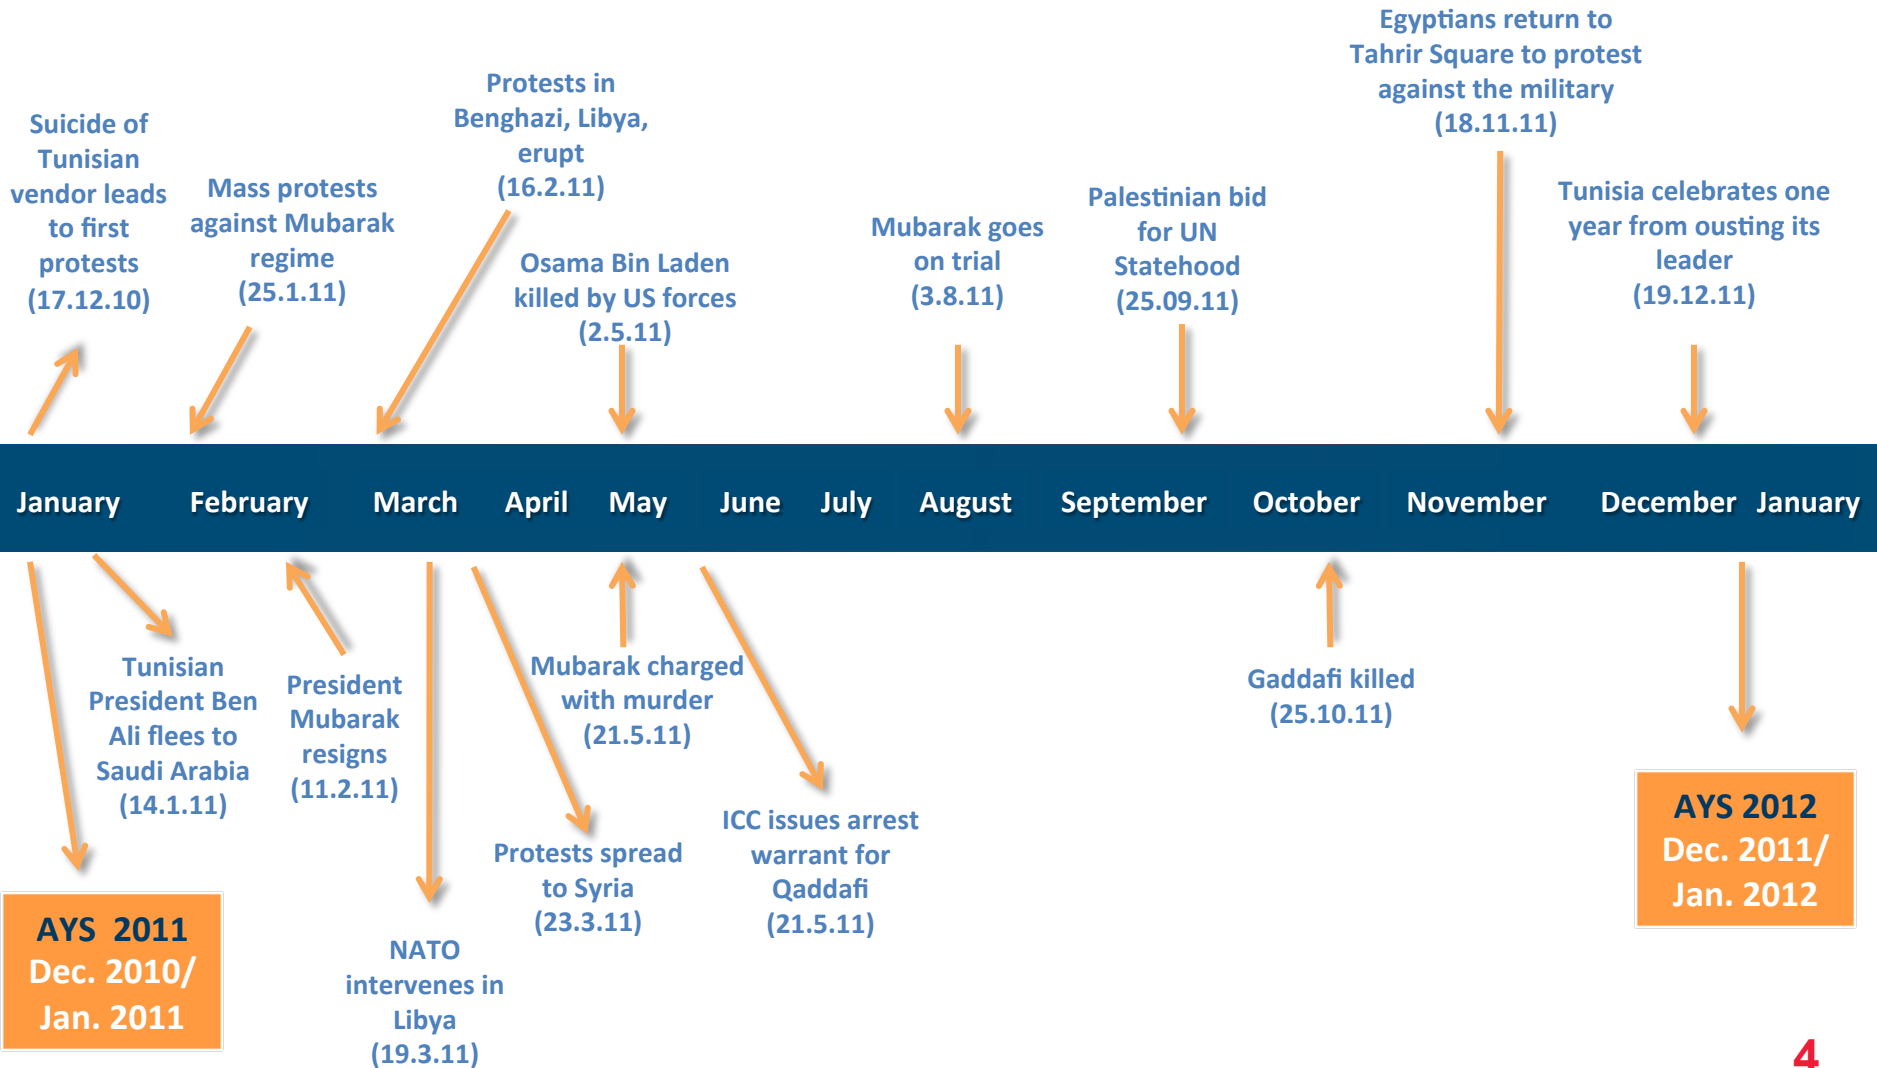 Suicide of
Tunisian
vendor leads
to first
protests
(17.12.10)
Mass protests
against Mubarak
regime
(25.1.11)
Protests in
Benghazi, Libya,
erupt
(16.2.11)
Osama Bin Laden
killed by US forces
(2.5.11)
Mubarak goes
on trial
(3.8.11)
Palestinian bid
for UN
Statehood
(25.09.11)
Egyptians return to
Tahrir Square to protest
against the military
(18.11.11)
Tunisia celebrates one
year from ousting its
leader
(19.12.11)
January February March April May June July August September October November December January
Tunisian
President Ben
Ali flees to
Saudi Arabia
(14.1.11)
President
Mubarak
resigns
(11.2.11)
Mubarak charged
with murder
(21.5.11)
Gaddafi killed
(25.10.11)
AYS 2011
Dec. 2010/
Jan. 2011
NATO
intervenes in
Libya
(19.3.11)
Protests spread
to Syria
(23.3.11)
ICC issues arrest
warrant for
Qaddafi
(21.5.11)
AYS 2012
Dec. 2011/
Jan. 2012
4